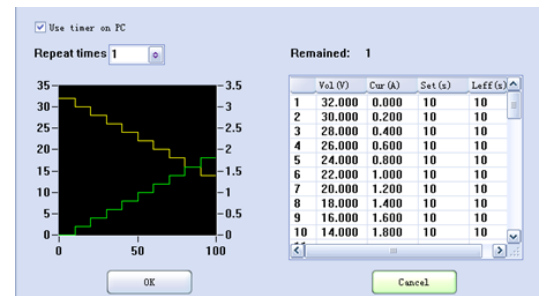 Use timer on PC
Repeat times 1
Remained: 1
35 3.5
30 3
25 2.5
20 2
15 1.5
10 1
5 0.5
0 0
0 50 100
Vol(V) Cur(A) Set(s) Leff(s)
1 32.000 0.000 10 10
2 30.000 0.200 10 10
3 28.000 0.400 10 10
4 26.000 0.600 10 10
5 24.000 0.800 10 10
6 22.000 1.000 10 10
7 20.000 1.200 10 10
8 18.000 1.400 10 10
9 16.000 1.600 10 10
10 14.000 1.800 10 10
OK
Cancel